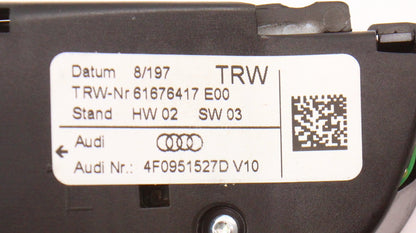 Datum 8/197 TRW
TRW-Nr 61676417 E00
Stand HW 02 SW 03
Audi
Audi Nr.: 4F0951527D V10